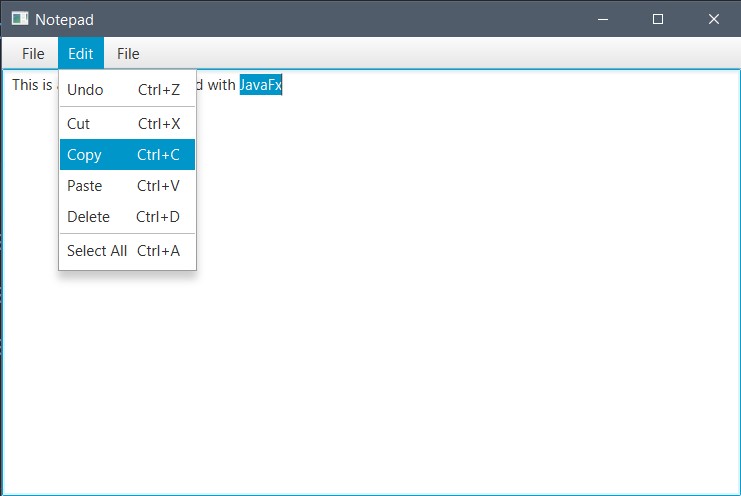 Notepad
File Edit File
This is d with JavaFx
Undo Ctrl+Z
Cut Ctrl+X
Copy Ctrl+C
Paste Ctrl+V
Delete Ctrl+D
Select All Ctrl+A